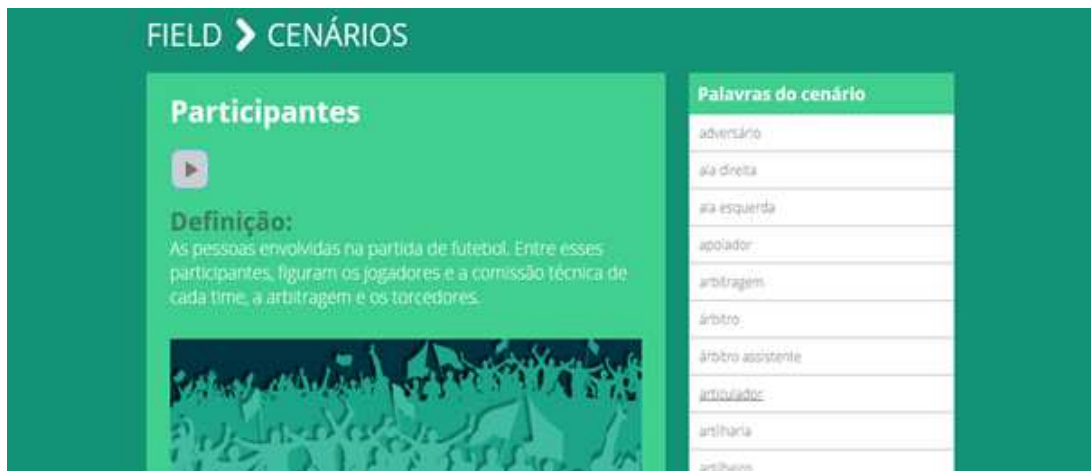 FIELD > CENÁRIOS
Participantes
Definição:
As pessoas envolvidas na partida de futebol. Entre esses
participantes, figuram os jogadores e a comissão técnica de
cada time, a arbitragem e os torcedores.
Palavras do cenário
adversário
ala direita
ala esquerda
apoiador
arbitragem
árbitro
árbitro assistente
articulador
artilharia
artilheiro